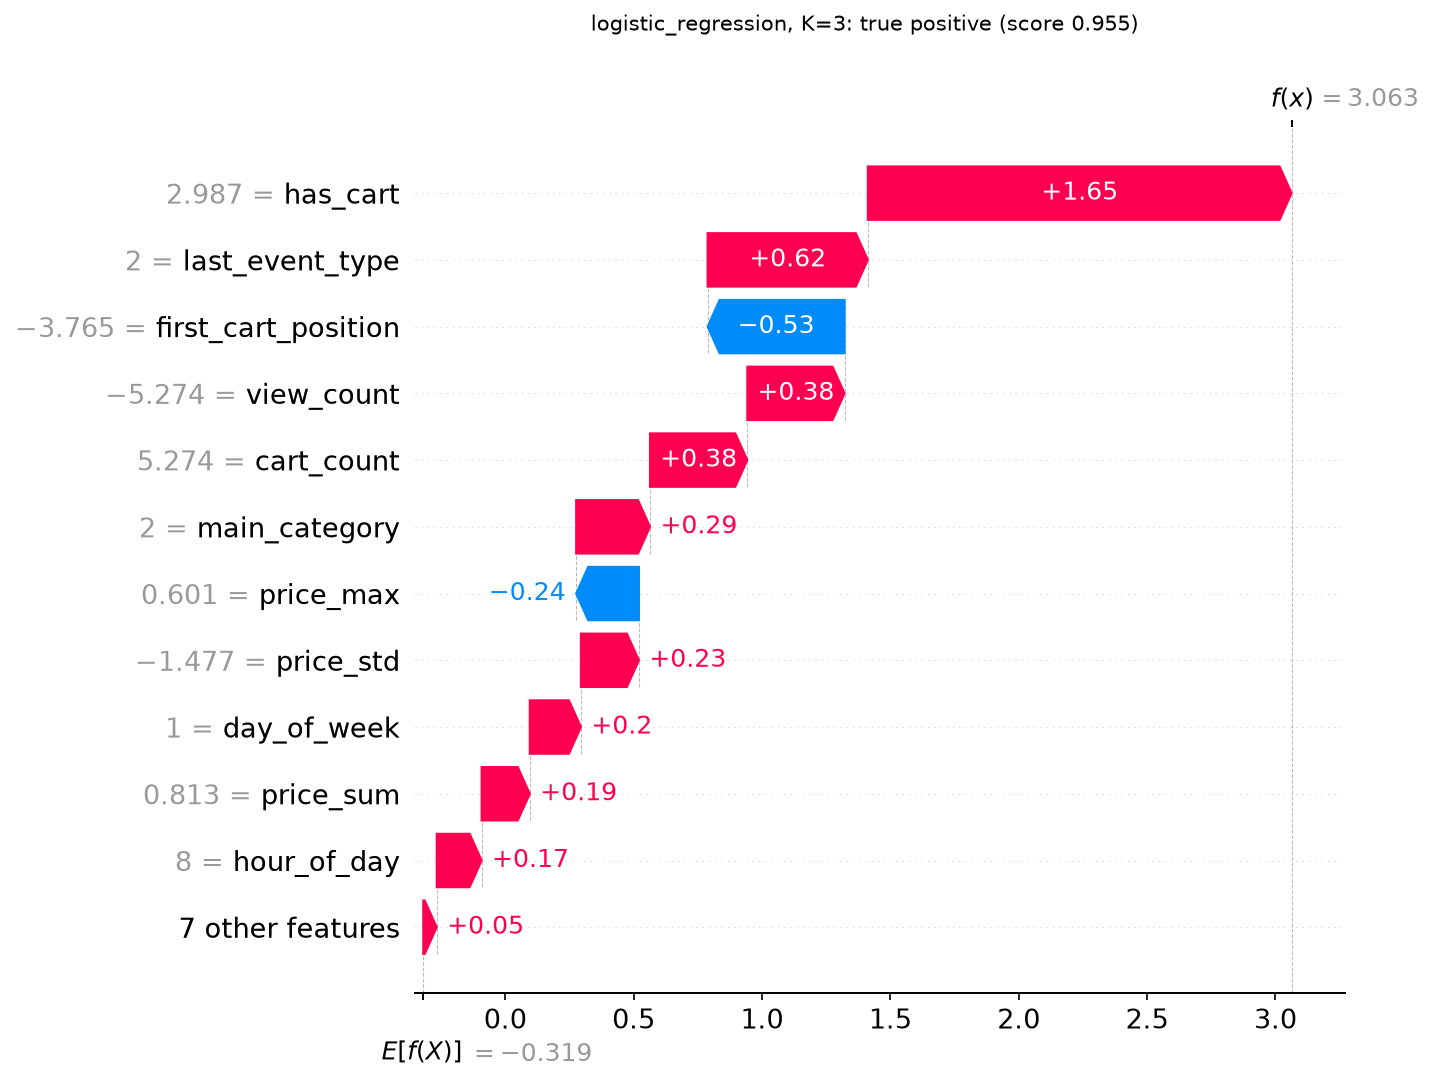 logistic_regression, K=3: true positive (score 0.955)
f(x) = 3.063
2.987 = has_cart +1.65
2 = last_event_type +0.62
−3.765 = first_cart_position −0.53
−5.274 = view_count +0.38
5.274 = cart_count +0.38
2 = main_category +0.29
0.601 = price_max −0.24
−1.477 = price_std +0.23
1 = day_of_week +0.2
0.813 = price_sum +0.19
8 = hour_of_day +0.17
7 other features +0.05
0.0 0.5 1.0 1.5 2.0 2.5 3.0
E[f(X)] = −0.319